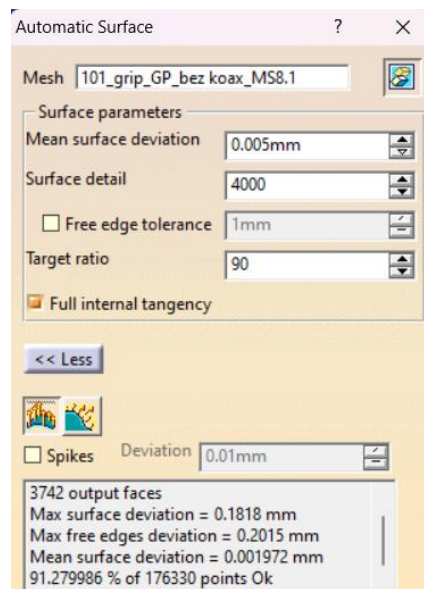 Automatic Surface ? ×
Mesh 101_grip_GP_bez koax_MS8.1
Surface parameters
Mean surface deviation 0.005mm
Surface detail 4000
Free edge tolerance 1mm
Target ratio 90
Full internal tangency
<< Less
Spikes Deviation 0.01mm
3742 output faces
Max surface deviation = 0.1818 mm
Max free edges deviation = 0.2015 mm
Mean surface deviation = 0.001972 mm
91.279986 % of 176330 points Ok